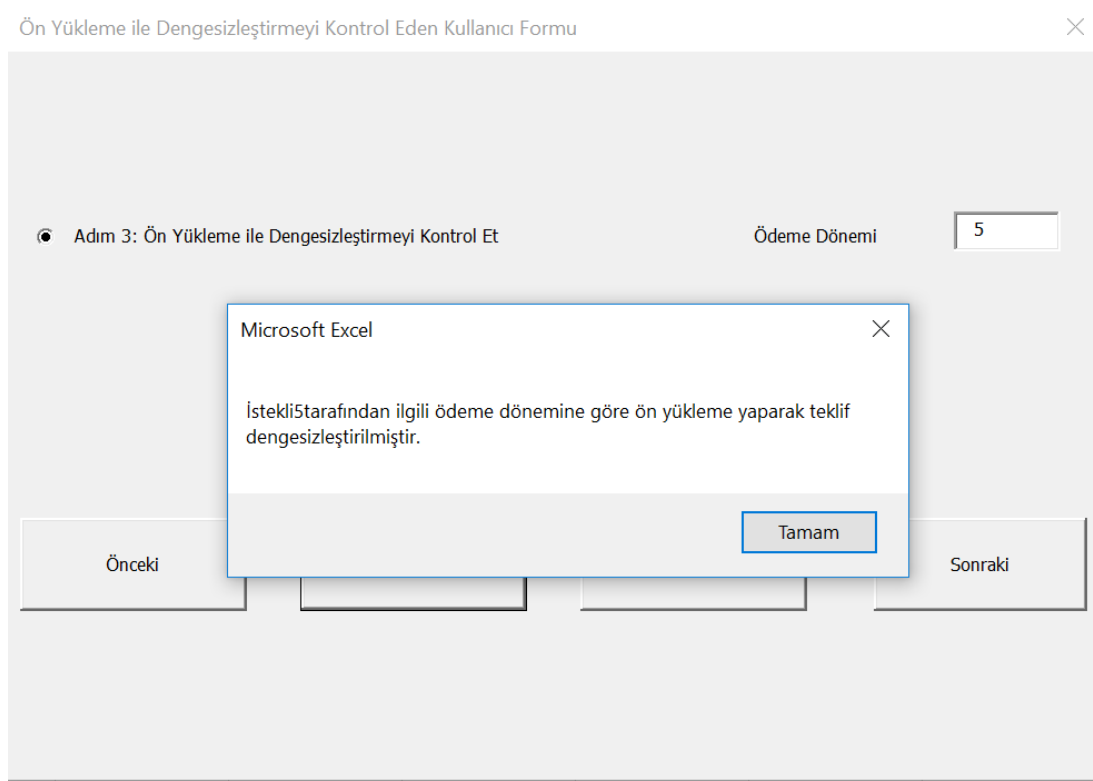 Ön Yükleme ile Dengesizleştirmeyi Kontrol Eden Kullanıcı Formu
Adım 3: Ön Yükleme ile Dengesizleştirmeyi Kontrol Et
Ödeme Dönemi
5
Microsoft Excel
İstekli5tarafından ilgili ödeme dönemine göre ön yükleme yaparak teklif
dengesizleştirilmiştir.
Tamam
Önceki
Sonraki